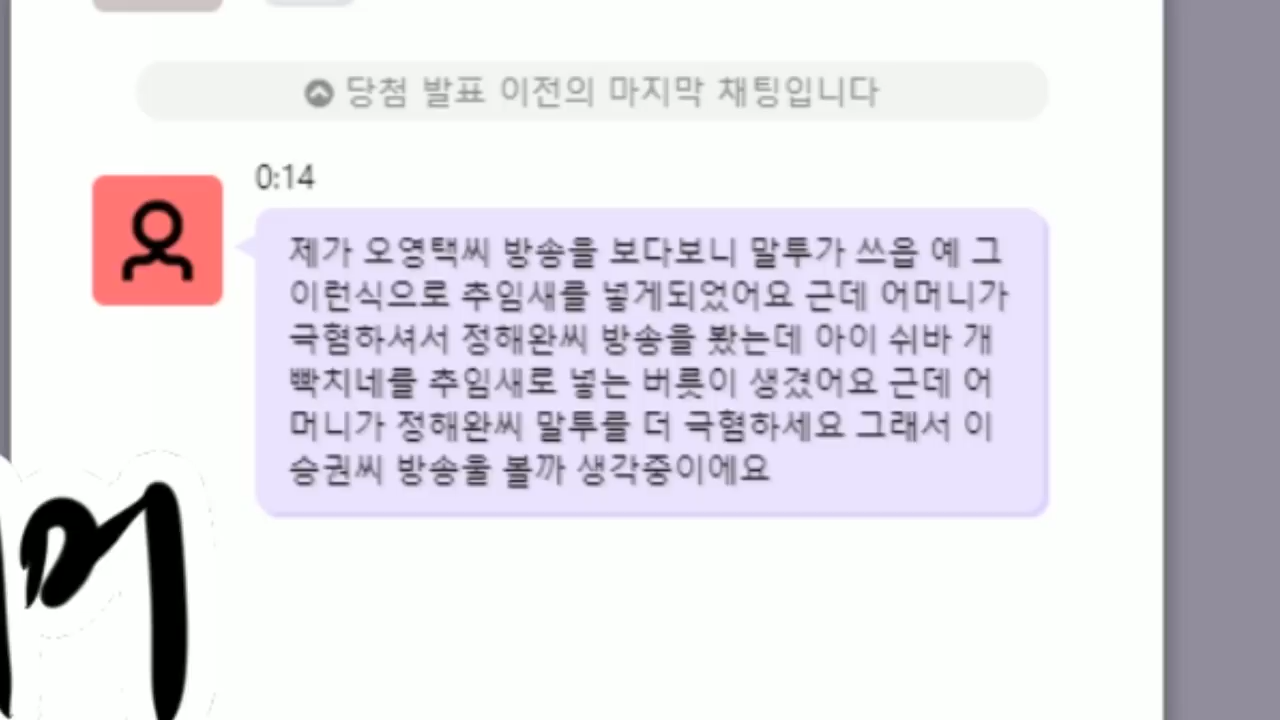 당첨 발표 이전의 마지막 채팅입니다
0:14
제가 오영택씨 방송을 보다보니 말투가 쓰읍 예 그
이런식으로 추임새를 넣게되었어요 근데 어머니가
극혐하셔서 정해완씨 방송을 봤는데 아이 쉬바 개
빡치네를 추임새로 넣는 버릇이 생겼어요 근데 어
머니가 정해완씨 말투를 더 극혐하세요 그래서 이
승권씨 방송울 볼까 생각중이에요